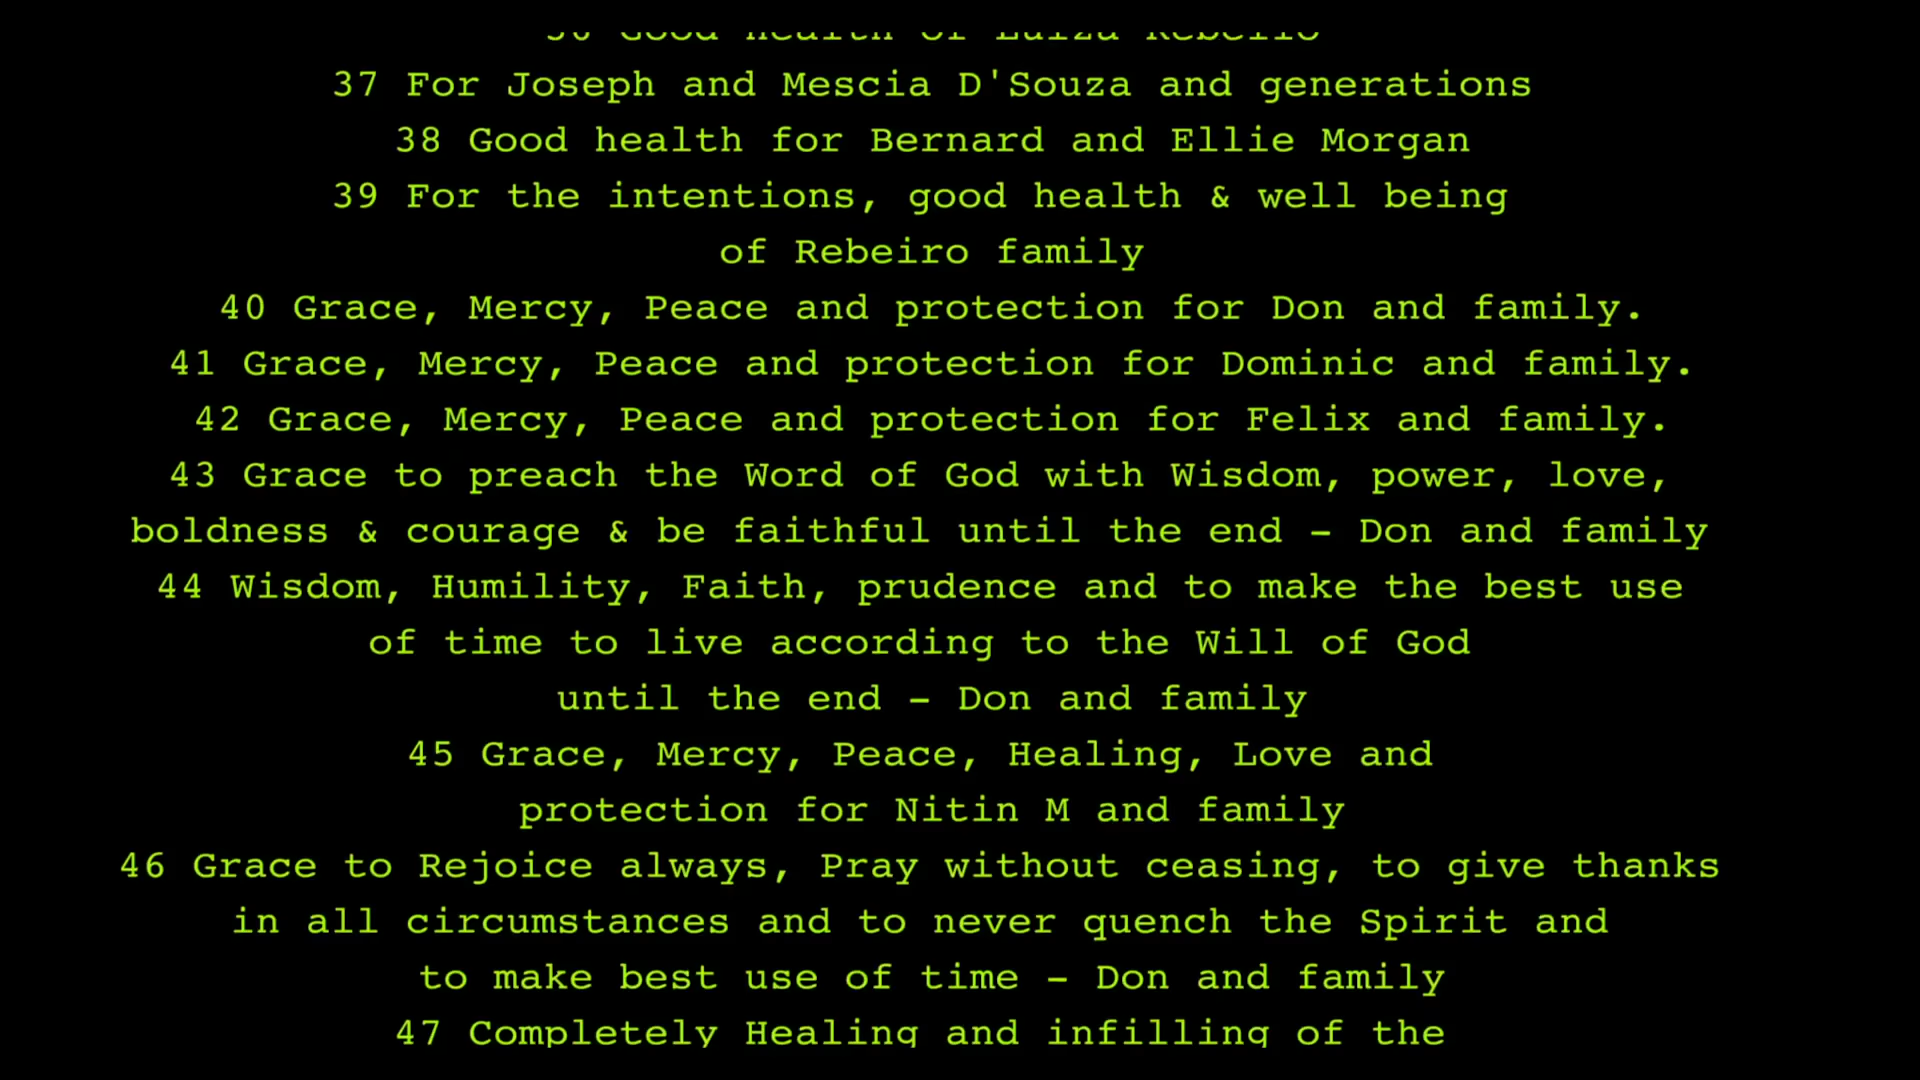 36 Good health of Luiza Rebeiro
37 For Joseph and Mescia D'Souza and generations
38 Good health for Bernard and Ellie Morgan
39 For the intentions, good health & well being
of Rebeiro family
40 Grace, Mercy, Peace and protection for Don and family.
41 Grace, Mercy, Peace and protection for Dominic and family.
42 Grace, Mercy, Peace and protection for Felix and family.
43 Grace to preach the Word of God with Wisdom, power, love,
boldness & courage & be faithful until the end – Don and family
44 Wisdom, Humility, Faith, prudence and to make the best use
of time to live according to the Will of God
until the end – Don and family
45 Grace, Mercy, Peace, Healing, Love and
protection for Nitin M and family
46 Grace to Rejoice always, Pray without ceasing, to give thanks
in all circumstances and to never quench the Spirit and
to make best use of time – Don and family
47 Completely Healing and infilling of the